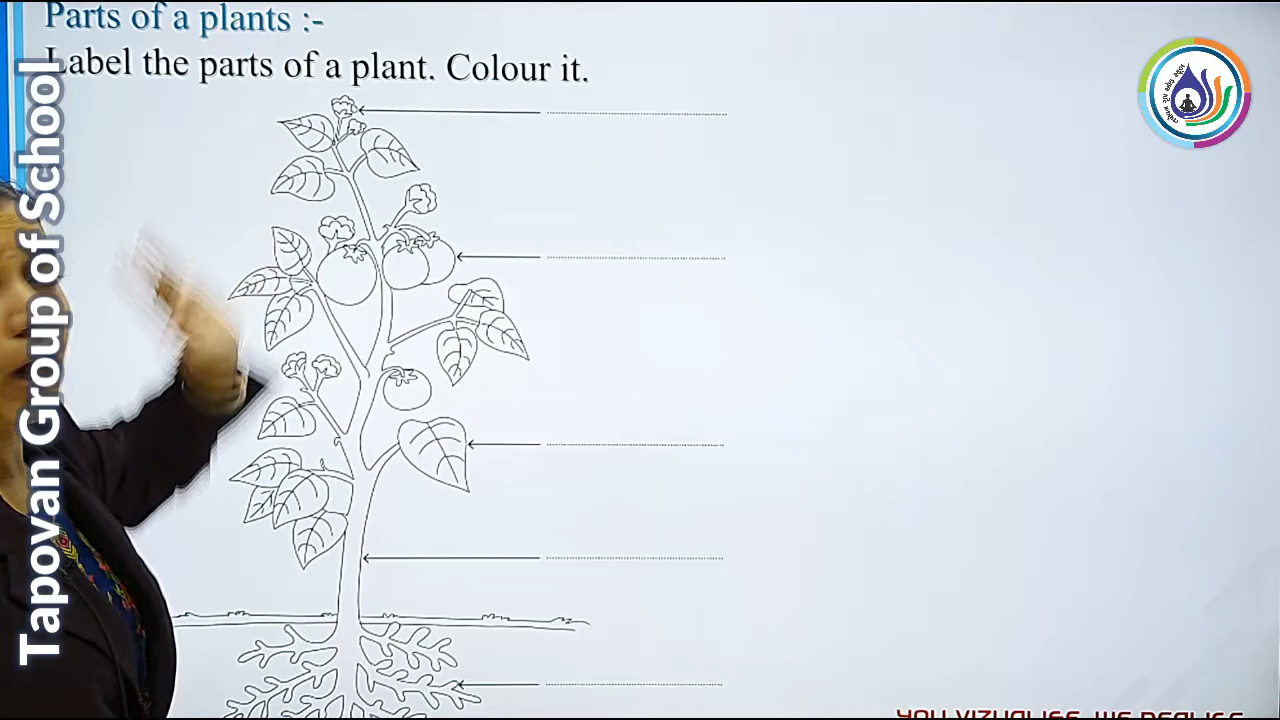 Parts of a plants :-
Label the parts of a plant. Colour it.
Tapovan Group of School